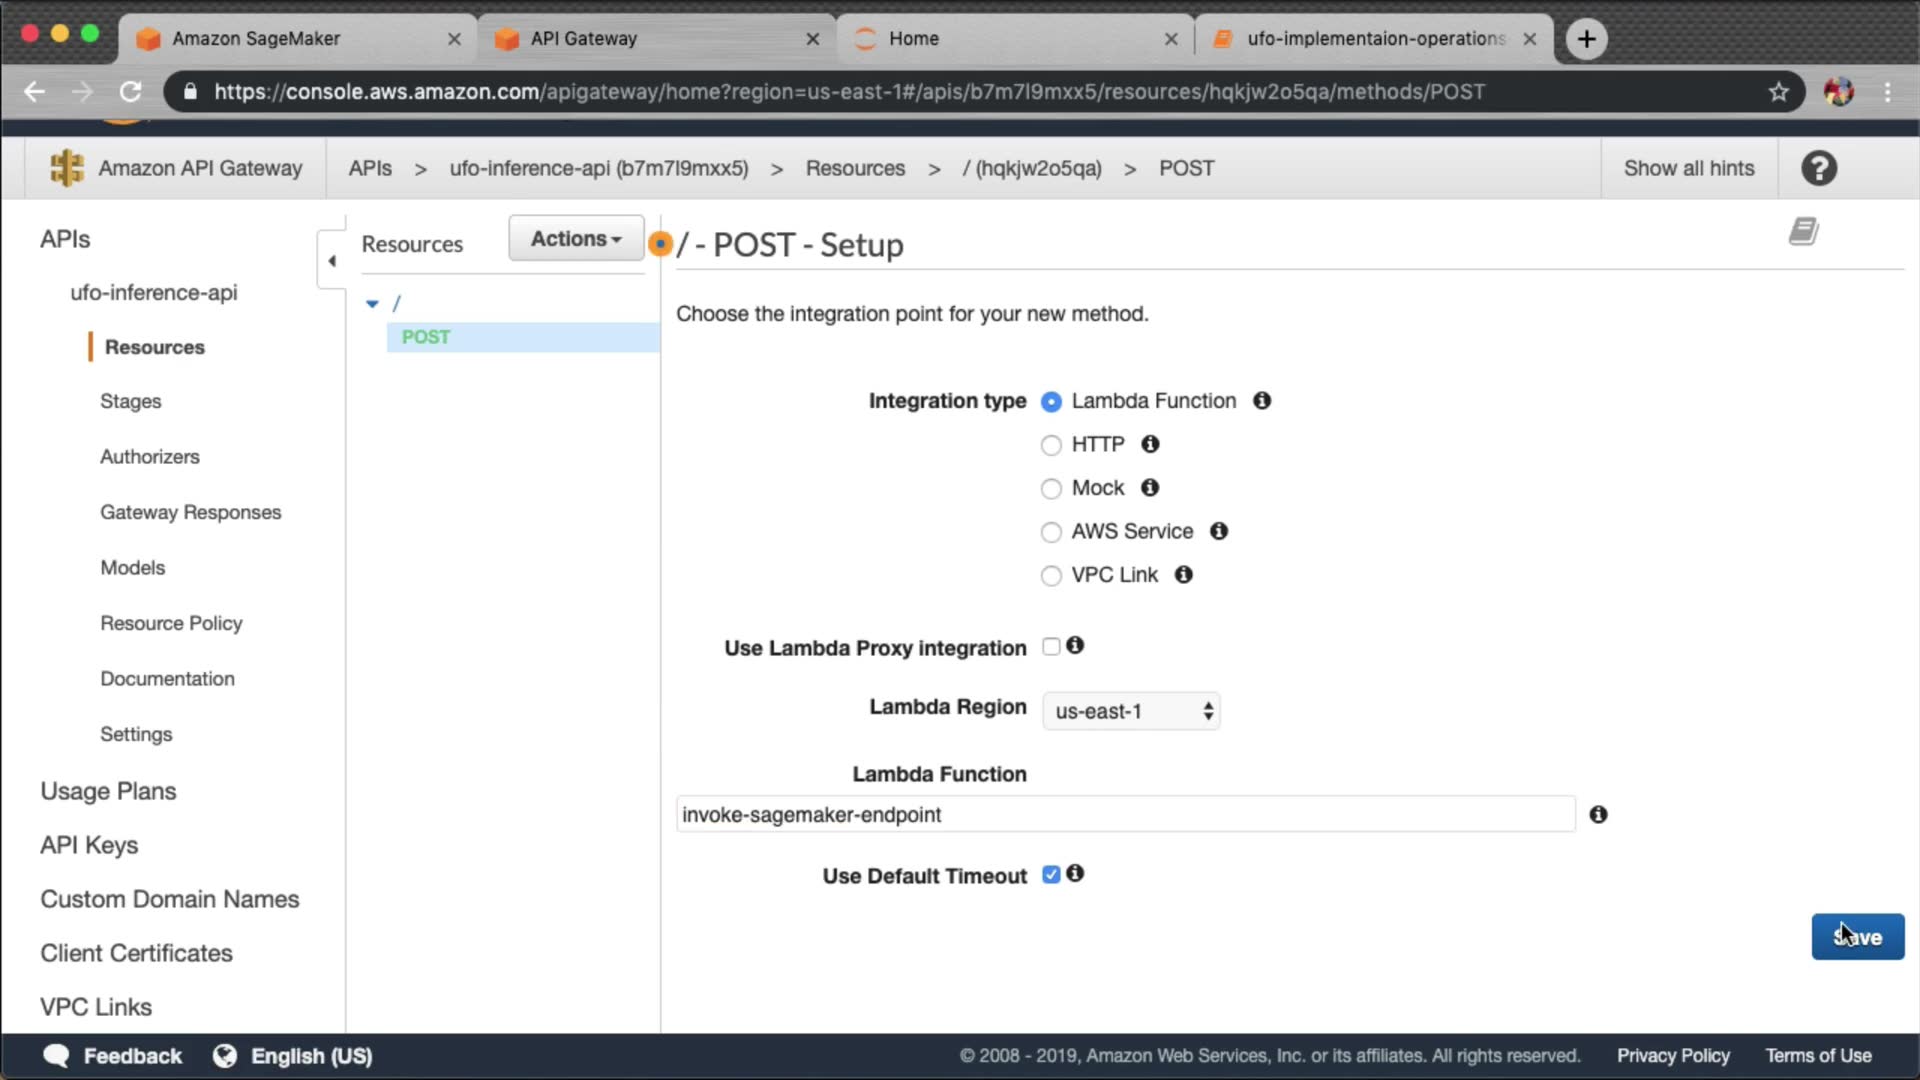 Amazon SageMaker
API Gateway
Home
ufo-implementaion-operations
https://console.aws.amazon.com/apigateway/home?region=us-east-1#/apis/b7m7l9mxx5/resources/hqkjw2o5qa/methods/POST
Amazon API Gateway
APIs > ufo-inference-api (b7m7l9mxx5) > Resources > / (hqkjw2o5qa) > POST
Show all hints
APIs
ufo-inference-api
Resources
Stages
Authorizers
Gateway Responses
Models
Resource Policy
Documentation
Settings
Usage Plans
API Keys
Custom Domain Names
Client Certificates
VPC Links
Resources
Actions
/
POST
/ - POST - Setup
Choose the integration point for your new method.
Integration type
Lambda Function
HTTP
Mock
AWS Service
VPC Link
Use Lambda Proxy integration
Lambda Region
us-east-1
Lambda Function
invoke-sagemaker-endpoint
Use Default Timeout
Save
Feedback
English (US)
© 2008 - 2019, Amazon Web Services, Inc. or its affiliates. All rights reserved.
Privacy Policy
Terms of Use